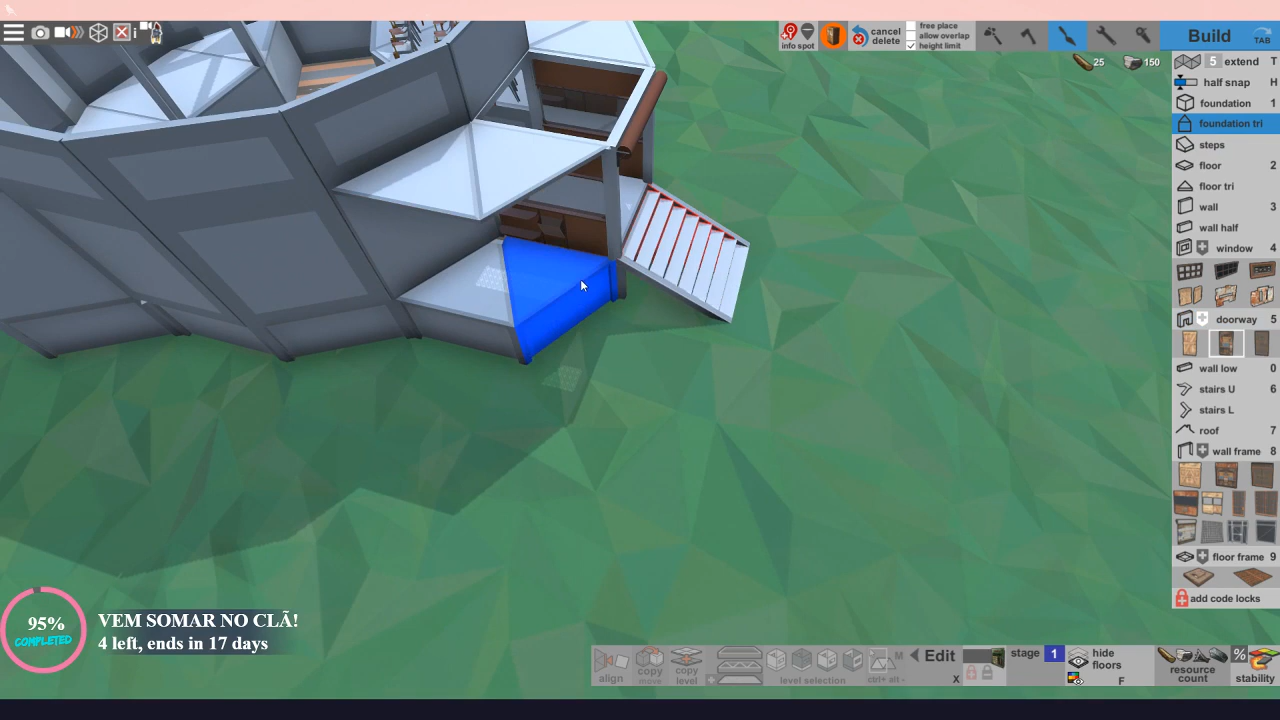 i
info spot
cancel
delete
free place
allow overlap
height limit
Build
TAB
25
150
5 extend T
half snap H
foundation 1
foundation tri
steps
floor 2
floor tri
wall 3
wall half
window 4
doorway 5
wall low 0
stairs U 6
stairs L
roof 7
wall frame 8
floor frame 9
add code locks
95%
COMPLETED
VEM SOMAR NO CLÃ!
4 left, ends in 17 days
align
copy
move
copy
level
level selection
M
ctrl+ alt -
Edit
X
stage 1
hide
floors
F
resource
count
%
stability